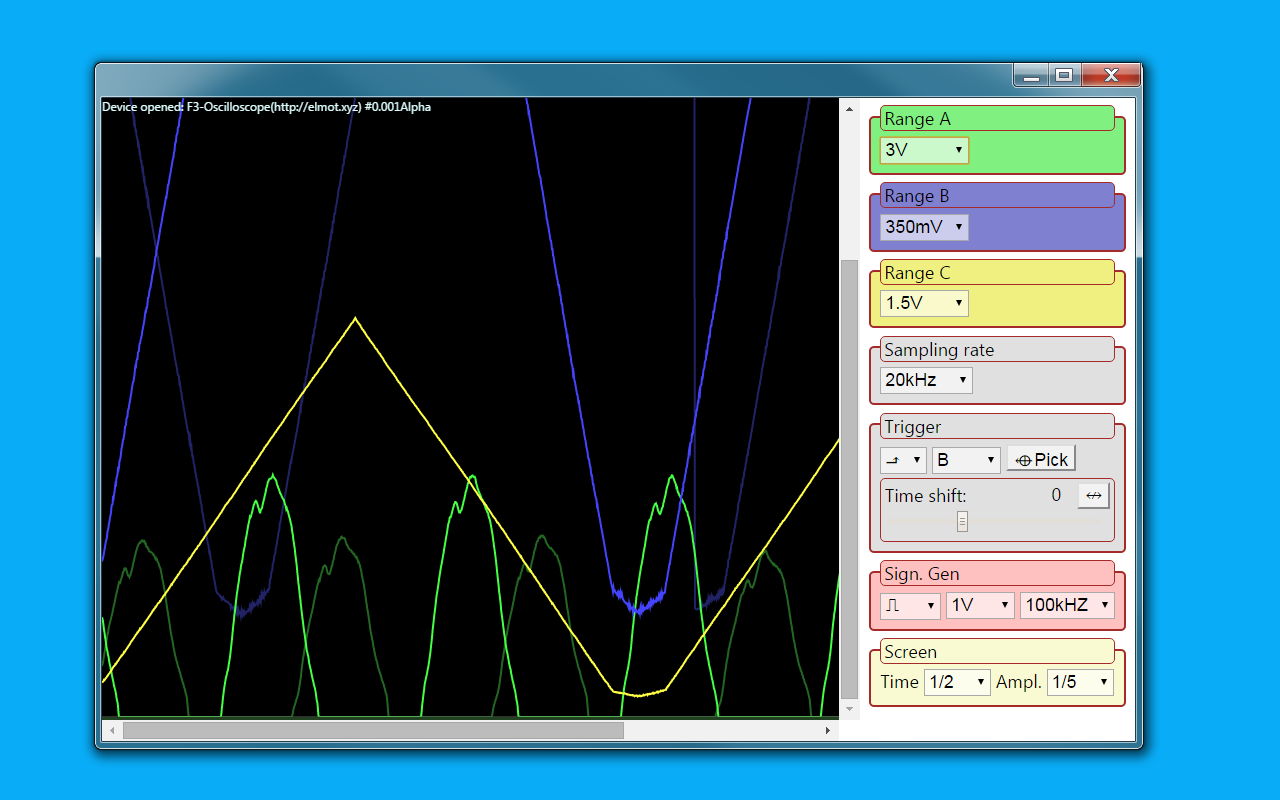 Device opened: F3-Oscilloscope(http://elmot.xyz) #0.001Alpha
Range A
3V
Range B
350mV
Range C
1.5V
Sampling rate
20kHz
Trigger
B Pick
Time shift: 0
Sign. Gen
1V 100kHZ
Screen
Time 1/2 Ampl. 1/5